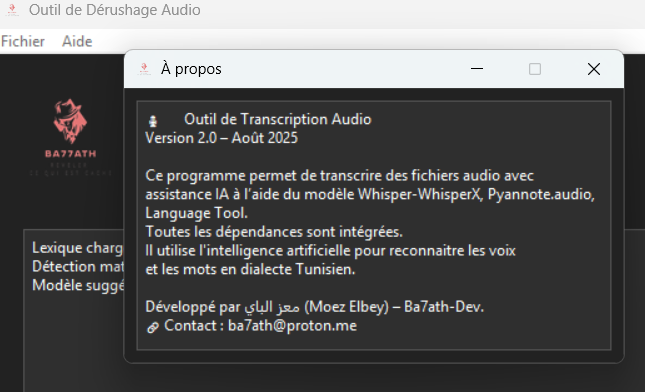 Outil de Dérushage Audio
Fichier Aide
À propos
BA77ATH
Outil de Transcription Audio
Version 2.0 – Août 2025
Ce programme permet de transcrire des fichiers audio avec
assistance IA à l'aide du modèle Whisper-WhisperX, Pyannote.audio,
Language Tool.
Toutes les dépendances sont intégrées.
Il utilise l'intelligence artificielle pour reconnaitre les voix
et les mots en dialecte Tunisien.
Développé par معز الباي (Moez Elbey) – Ba7ath-Dev.
Contact : ba7ath@proton.me
Lexique charg
Détection mat
Modèle suggé